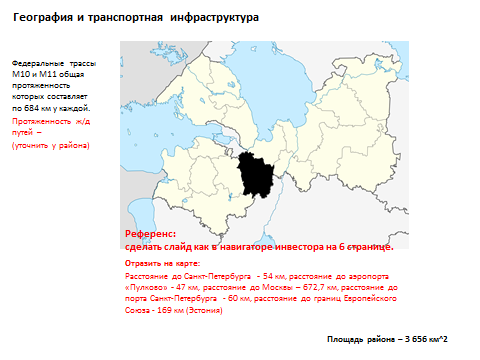 География и транспортная инфраструктура
Федеральные трассы
М10 и М11 общая
протяженность
которых составляет
по 684 км у каждой.
Протяженность ж/д
путей –
(уточнить у района)
Референс:
сделать слайд как в навигаторе инвестора на 6 странице.
Отразить на карте:
Расстояние до Санкт-Петербурга - 54 км, расстояние до аэропорта
«Пулково» - 47 км, расстояние до Москвы – 672,7 км, расстояние до
порта Санкт-Петербурга - 60 км, расстояние до границ Европейского
Союза - 169 км (Эстония)
Площадь района – 3 656 км^2